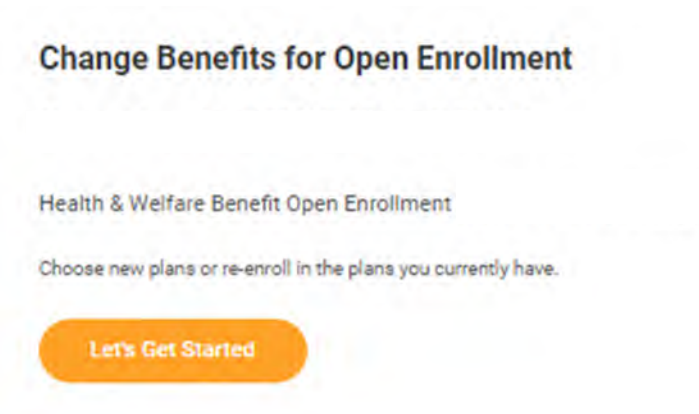 Change Benefits for Open Enrollment
Health & Welfare Benefit Open Enrollment
Choose new plans or re-enroll in the plans you currently have.
Let's Get Started